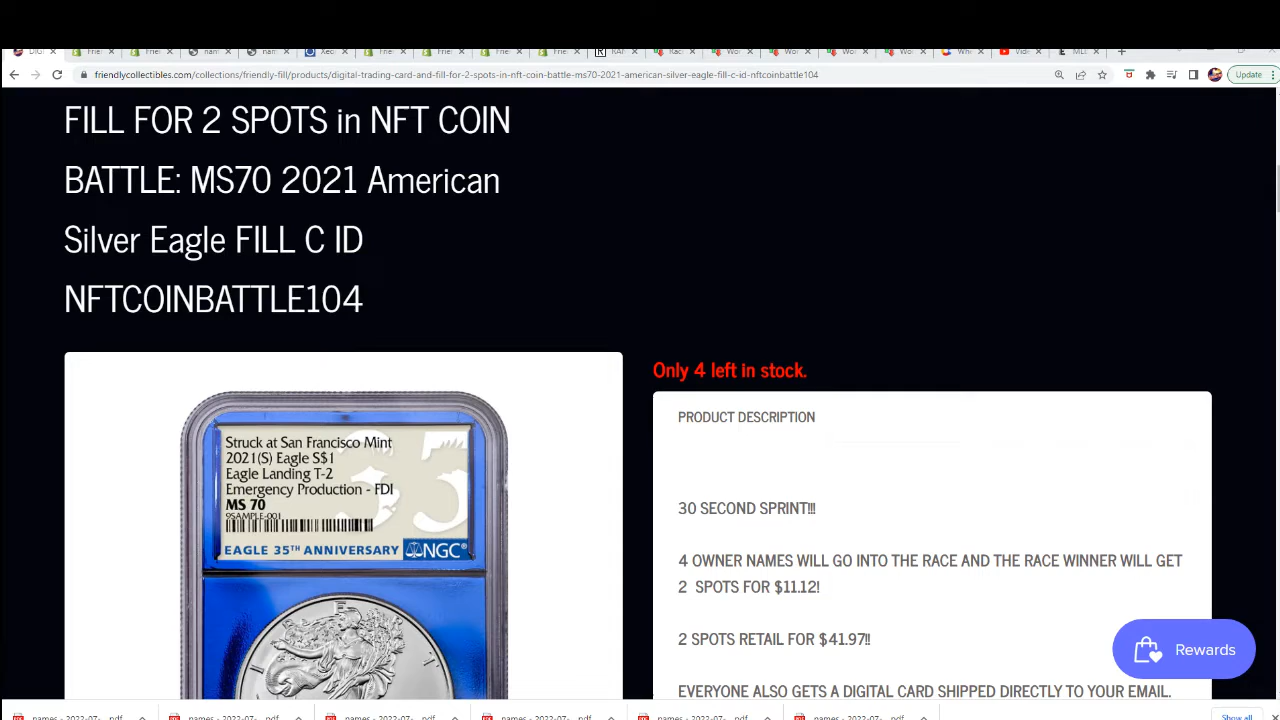 friendlycollectibles.com/collections/friendly-fill/products/digital-trading-card-and-fill-for-2-spots-in-nft-coin-battle-ms70-2021-american-silver-eagle-fill-c-id-nftcoinbattle104
Update
FILL FOR 2 SPOTS in NFT COIN
BATTLE: MS70 2021 American
Silver Eagle FILL C ID
NFTCOINBATTLE104
Only 4 left in stock.
PRODUCT DESCRIPTION
Struck at San Francisco Mint
2021(S) Eagle S$1
Eagle Landing T-2
Emergency Production - FDI
MS 70
9SAMPLE-001
35
EAGLE 35TH ANNIVERSARY NGC
30 SECOND SPRINT!!!
4 OWNER NAMES WILL GO INTO THE RACE AND THE RACE WINNER WILL GET
2 SPOTS FOR $11.12!
2 SPOTS RETAIL FOR $41.97!!
Rewards
EVERYONE ALSO GETS A DIGITAL CARD SHIPPED DIRECTLY TO YOUR EMAIL.
Show all